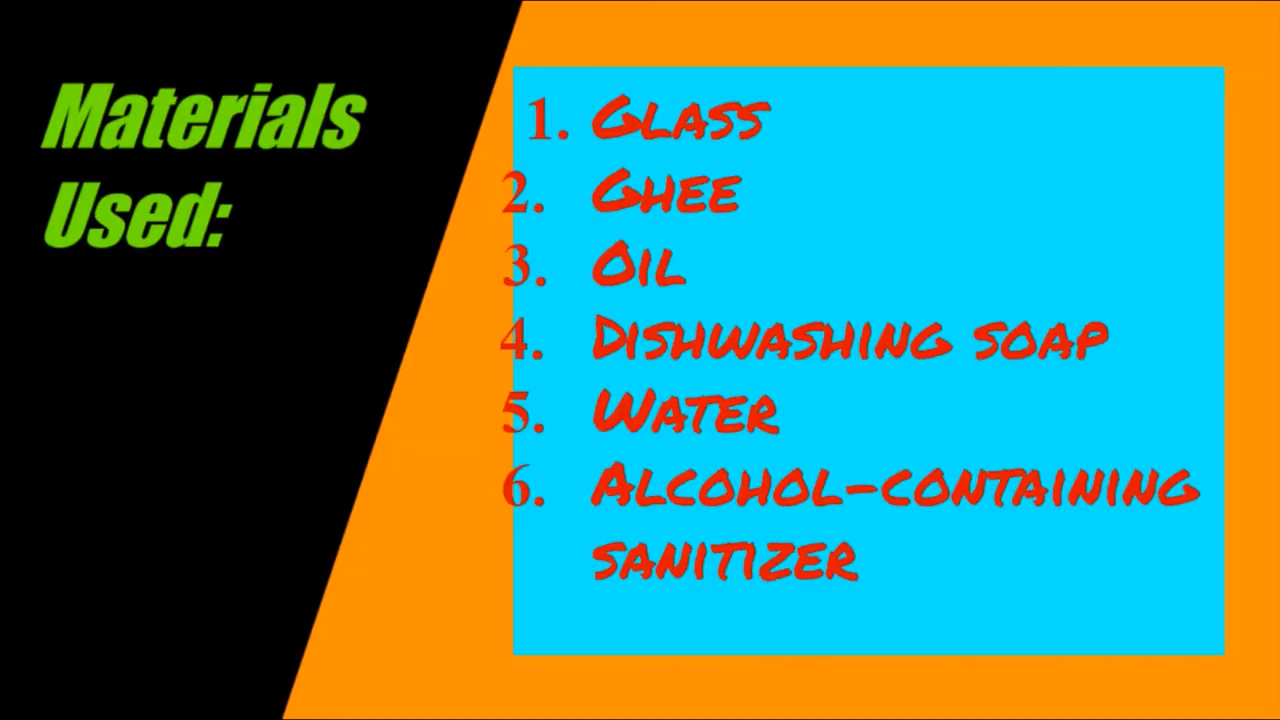 Materials
Used:
1. Glass
2. Ghee
3. Oil
4. Dishwashing soap
5. Water
6. Alcohol-containing
sanitizer